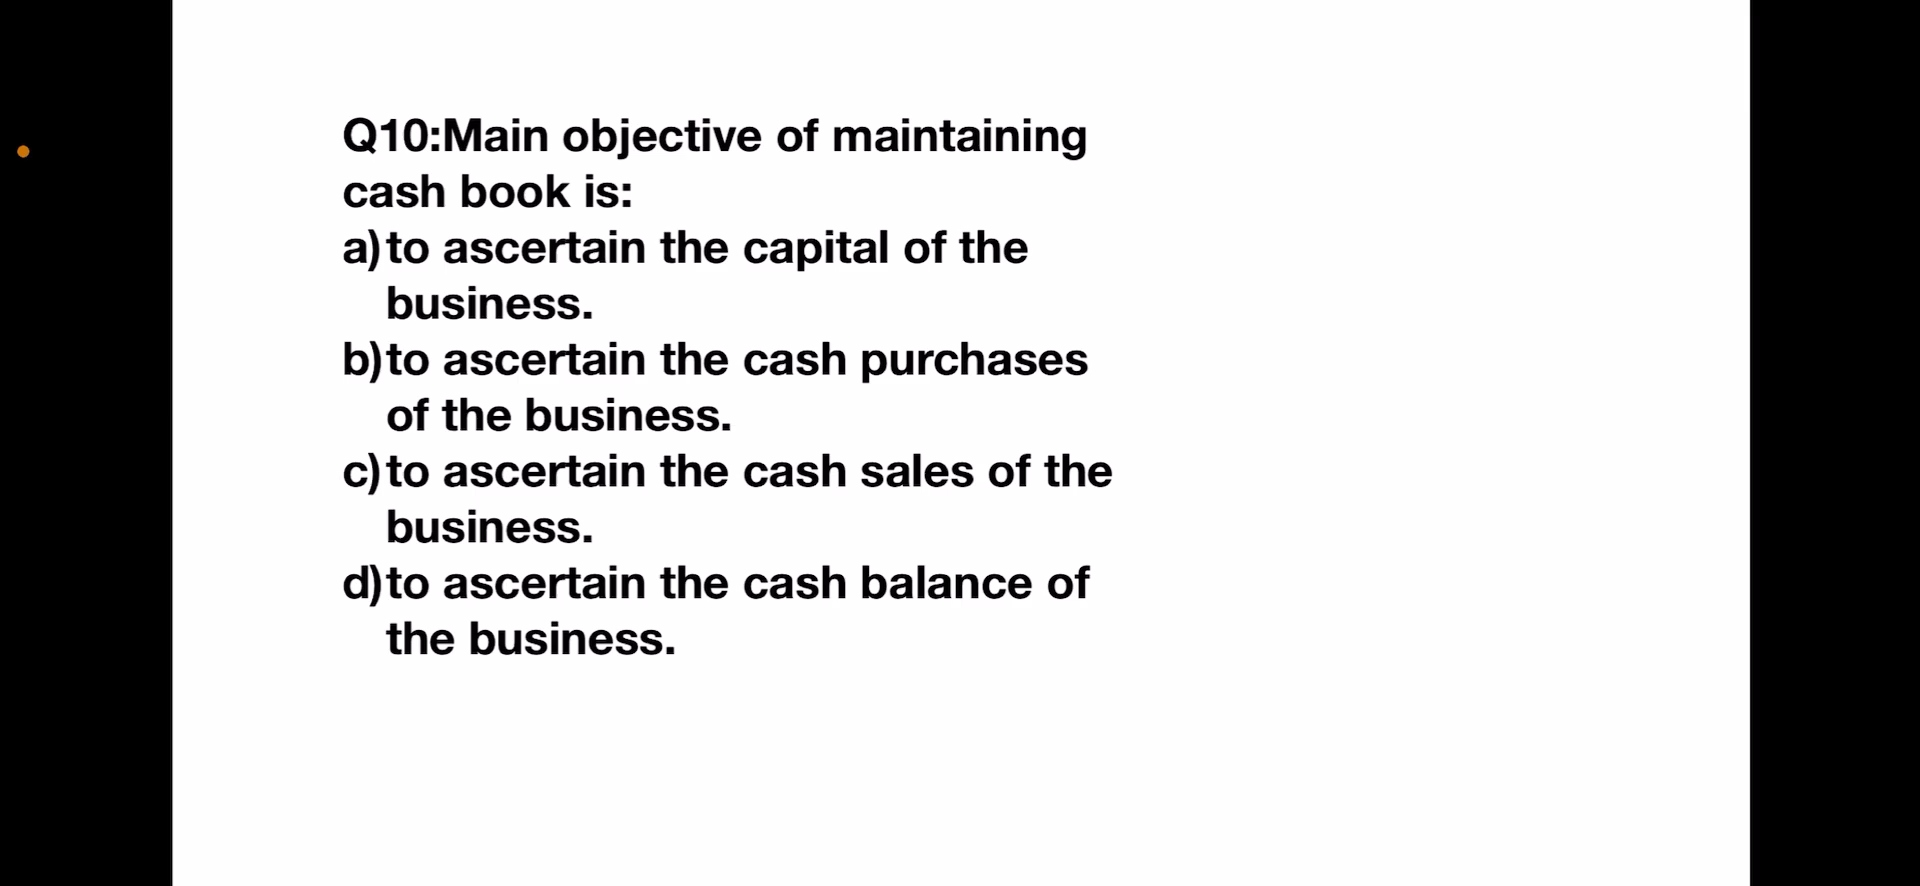 Q10:Main objective of maintaining
cash book is:
a)to ascertain the capital of the
business.
b)to ascertain the cash purchases
of the business.
c)to ascertain the cash sales of the
business.
d)to ascertain the cash balance of
the business.